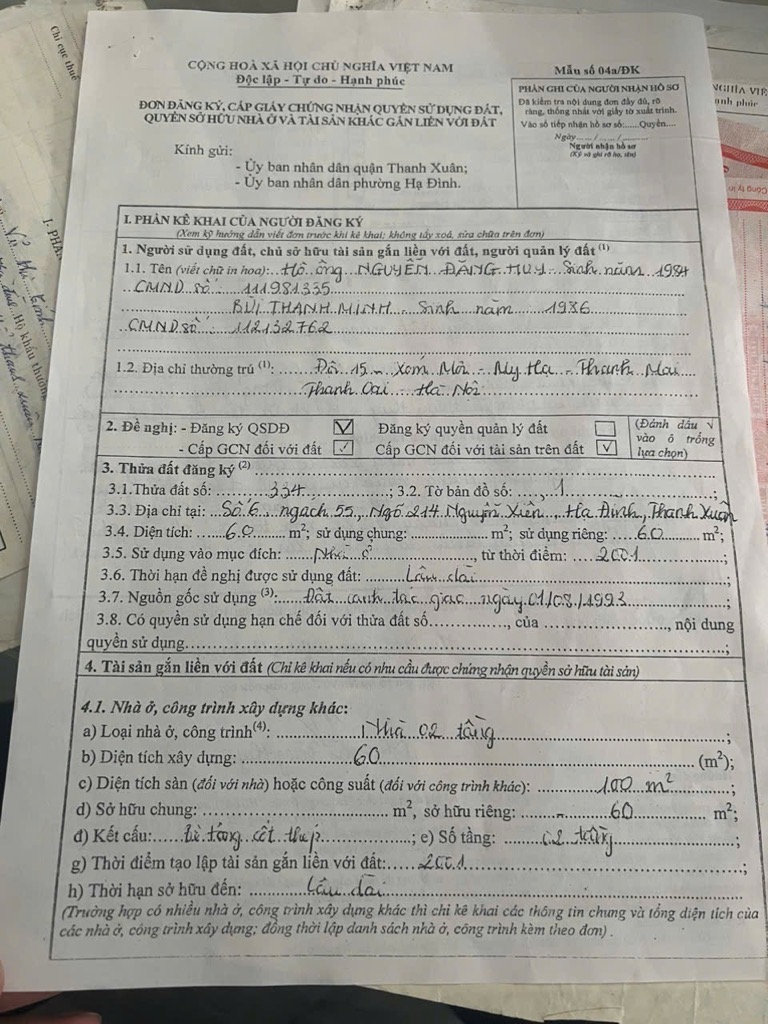 CỘNG HOÀ XÃ HỘI CHỦ NGHĨA VIỆT NAM
Độc lập - Tự do - Hạnh phúc
Mẫu số 04a/ĐK
PHẦN GHI CỦA NGƯỜI NHẬN HỒ SƠ
Đã kiểm tra nội dung đơn đầy đủ, rõ
ràng, thống nhất với giấy tờ xuất trình.
Vào sổ tiếp nhận hồ sơ số:......Quyển....
Ngày....../....../......
Người nhận hồ sơ
(Ký và ghi rõ họ, tên)
ĐƠN ĐĂNG KÝ, CẤP GIẤY CHỨNG NHẬN QUYỀN SỬ DỤNG ĐẤT,
QUYỀN SỞ HỮU NHÀ Ở VÀ TÀI SẢN KHÁC GẮN LIỀN VỚI ĐẤT
Kính gửi:
- Ủy ban nhân dân quận Thanh Xuân;
- Ủy ban nhân dân phường Hạ Đình.
I. PHẦN KÊ KHAI CỦA NGƯỜI ĐĂNG KÝ
(Xem kỹ hướng dẫn viết đơn trước khi kê khai; không tẩy xoá, sửa chữa trên đơn)
1. Người sử dụng đất, chủ sở hữu tài sản gắn liền với đất, người quản lý đất (1)
1.1. Tên (viết chữ in hoa): Hộ ông NGUYỄN ĐĂNG HUY - Sinh năm 1984
CMND số: 111981335
BÙI THANH MINH - Sinh năm 1986
CMND số: 112132762
1.2. Địa chỉ thường trú (1): Đội 15 - Xóm Mới - Mỹ Hạ - Thanh Mai
Thanh Oai - Hà Nội
2. Đề nghị: - Đăng ký QSDĐ ☑ Đăng ký quyền quản lý đất ☐ (Đánh dấu √
- Cấp GCN đối với đất ☑ Cấp GCN đối với tài sản trên đất ☑ vào ô trống
lựa chọn)
3. Thửa đất đăng ký (2)
3.1.Thửa đất số: 334; 3.2. Tờ bản đồ số: 1;
3.3. Địa chỉ tại: Số 6, ngách 55, Ngõ 214 Nguyễn Xiển, Hạ Đình, Thanh Xuân
3.4. Diện tích: 60 m²; sử dụng chung: m²; sử dụng riêng: 60 m²;
3.5. Sử dụng vào mục đích: Nhà ở, từ thời điểm: 2001;
3.6. Thời hạn đề nghị được sử dụng đất: Lâu dài;
3.7. Nguồn gốc sử dụng (3): Đất canh tác giao ngày 01/08/1993;
3.8. Có quyền sử dụng hạn chế đối với thửa đất số......, của ......, nội dung
quyền sử dụng......;
4. Tài sản gắn liền với đất (Chỉ kê khai nếu có nhu cầu được chứng nhận quyền sở hữu tài sản)
4.1. Nhà ở, công trình xây dựng khác:
a) Loại nhà ở, công trình(4): Nhà 02 tầng;
b) Diện tích xây dựng: 60 (m²);
c) Diện tích sàn (đối với nhà) hoặc công suất (đối với công trình khác): 100 m²;
d) Sở hữu chung: m², sở hữu riêng: 60 m²;
đ) Kết cấu: Bê tông cốt thép; e) Số tầng: 02 tầng;
g) Thời điểm tạo lập tài sản gắn liền với đất: 2001;
h) Thời hạn sở hữu đến: Lâu dài
(Trường hợp có nhiều nhà ở, công trình xây dựng khác thì chỉ kê khai các thông tin chung và tổng diện tích của
các nhà ở, công trình xây dựng; đồng thời lập danh sách nhà ở, công trình kèm theo đơn) .
Chi cục thuế
I. PHẦN
Hộ khẩu thường
NGHĨA VIỆ